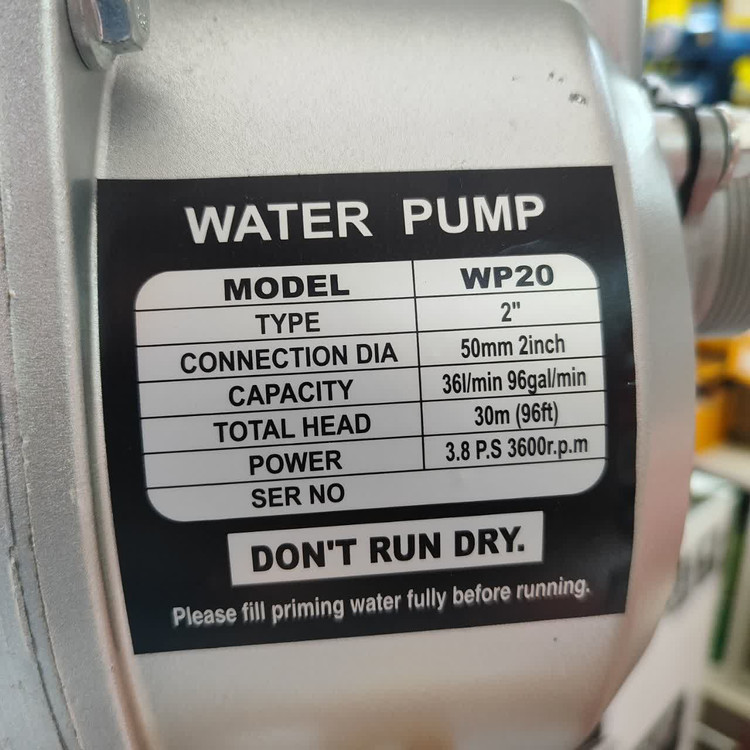 WATER PUMP
MODEL WP20
TYPE 2"
CONNECTION DIA 50mm 2inch
CAPACITY 36l/min 96gal/min
TOTAL HEAD 30m (96ft)
POWER 3.8 P.S 3600r.p.m
SER NO
DON'T RUN DRY.
Please fill priming water fully before running.